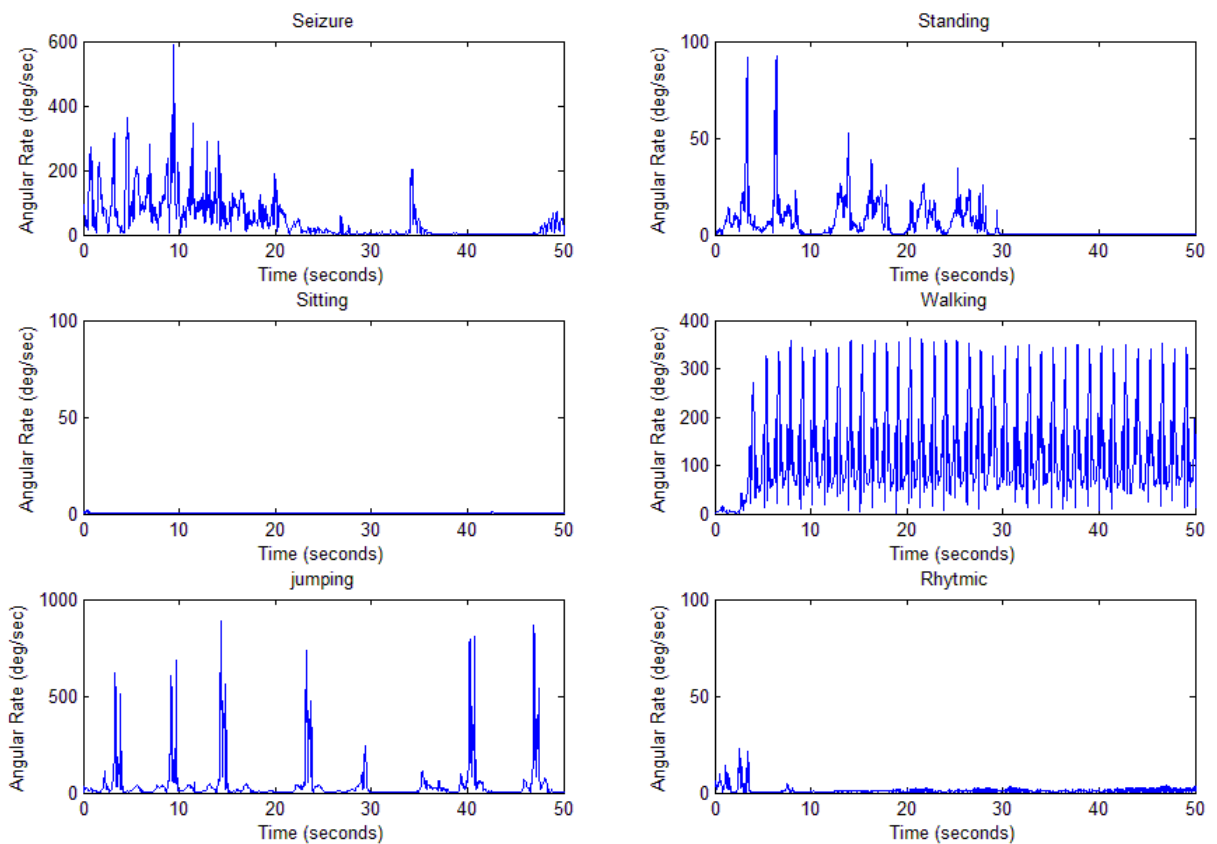 Seizure
Angular Rate (deg/sec)
600
400
200
0
0 10 20 30 40 50
Time (seconds)
Standing
Angular Rate (deg/sec)
100
50
0
0 10 20 30 40 50
Time (seconds)
Sitting
Angular Rate (deg/sec)
100
50
0
0 10 20 30 40 50
Time (seconds)
Walking
Angular Rate (deg/sec)
400
300
200
100
0
0 10 20 30 40 50
Time (seconds)
jumping
Angular Rate (deg/sec)
1000
500
0
0 10 20 30 40 50
Time (seconds)
Rhytmic
Angular Rate (deg/sec)
100
50
0
0 10 20 30 40 50
Time (seconds)